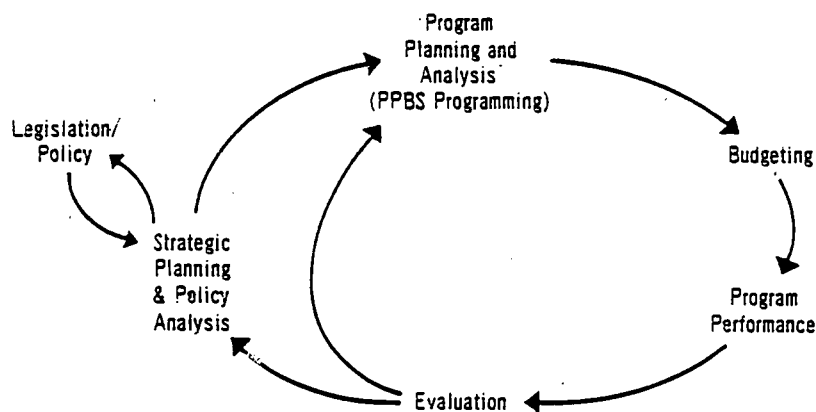 Program
Planning and
Analysis
(PPBS Programming)
Legislation/
Policy
Budgeting
Strategic
Planning
& Policy
Analysis
Program
Performance
Evaluation